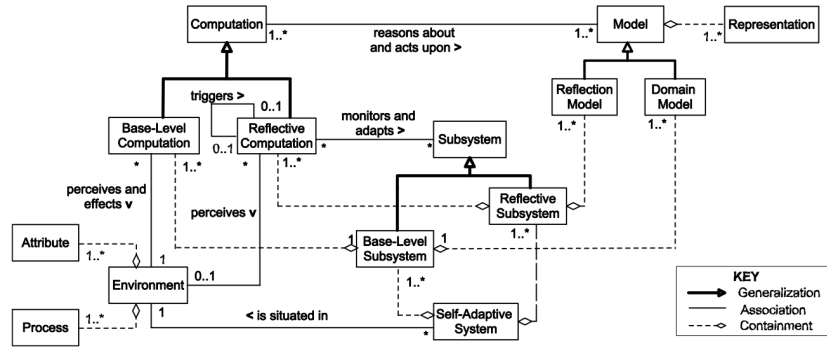 Computation
1..*
reasons about
and acts upon >
1..*
Model
1..*
Representation
triggers >
0..1
0..1
Base-Level
Computation
*
1..*
Reflective
Computation
*
1..*
monitors and
adapts >
*
*
Subsystem
Reflection
Model
1..*
Domain
Model
1..*
perceives and
effects v
perceives v
Reflective
Subsystem
1..*
1
Base-Level
Subsystem
1
1..*
Attribute
1..*
1
Environment
0..1
1
Process
1..*
< is situated in
*
Self-Adaptive
System
KEY
Generalization
Association
Containment